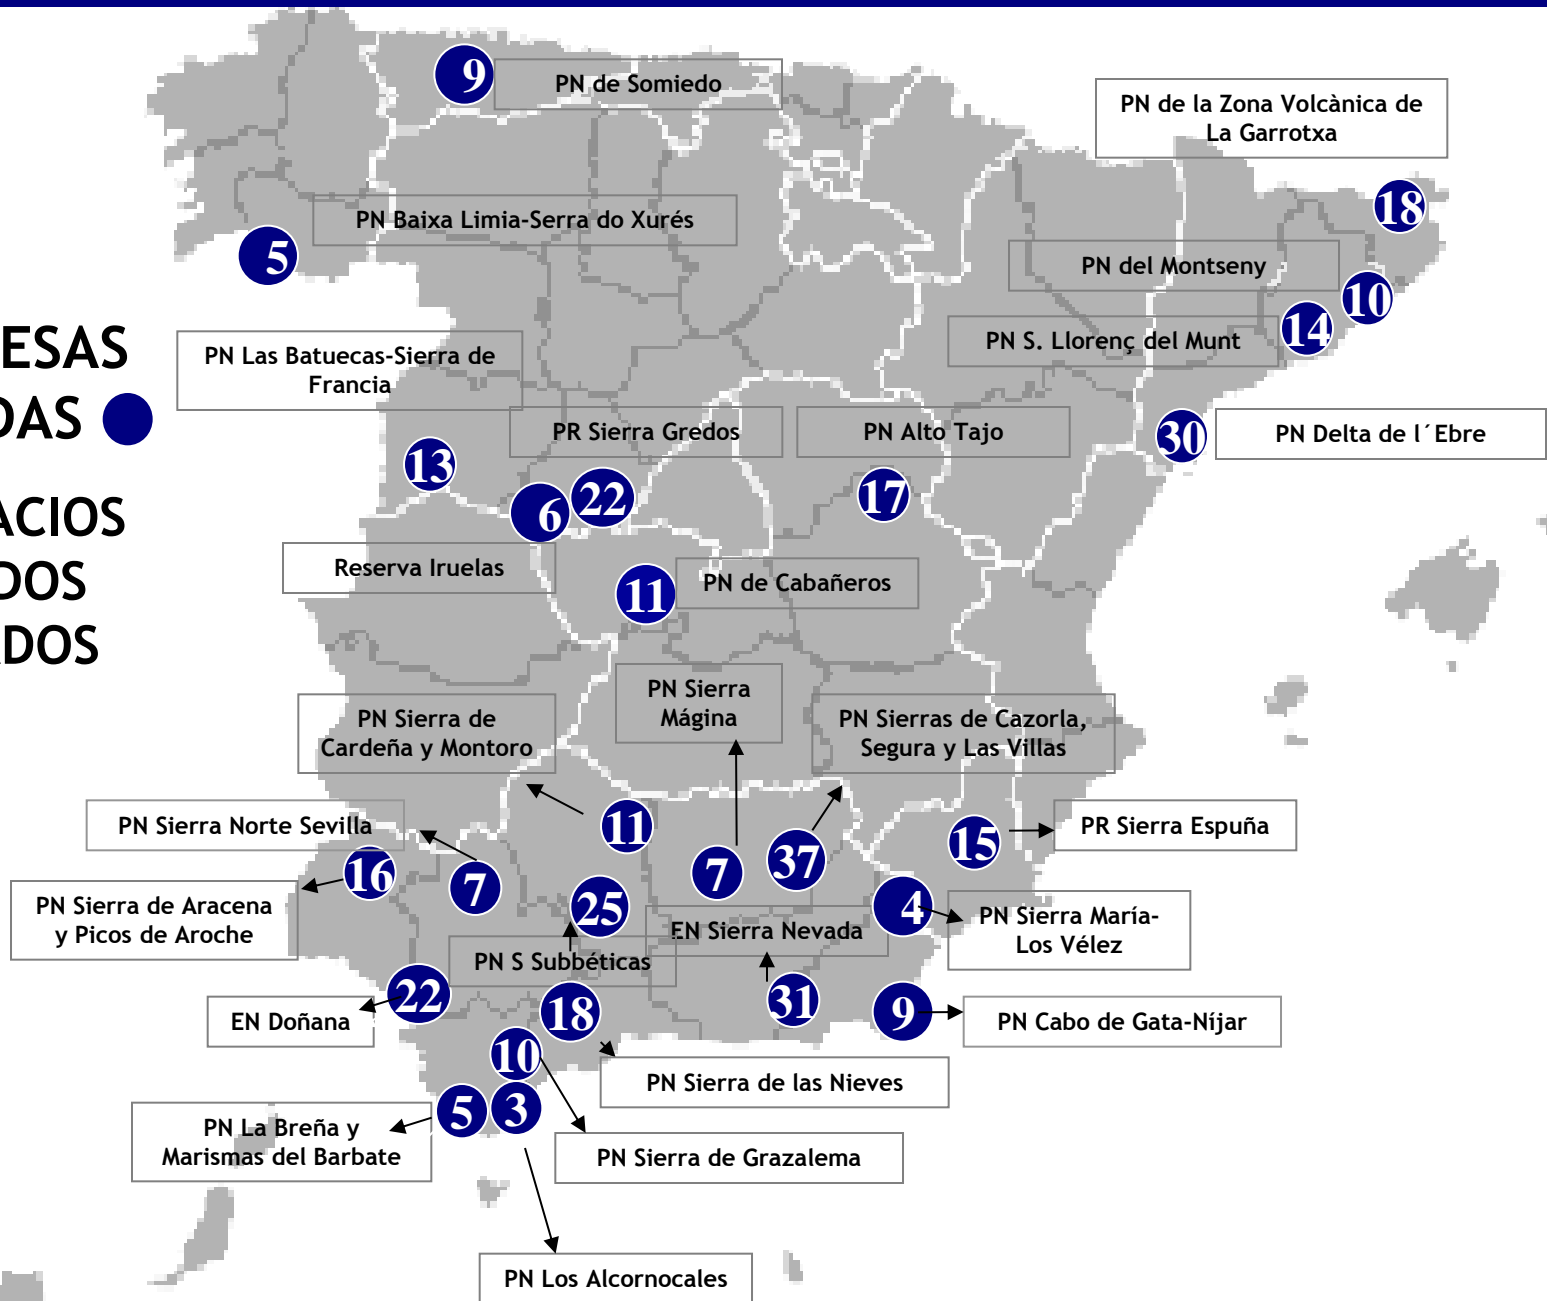 9
PN de Somiedo
PN de la Zona Volcànica de
La Garrotxa
18
PN Baixa Limia-Serra do Xurés
5
PN del Montseny
10
PN S. Llorenç del Munt
14
ESAS
DAS
PN Las Batuecas-Sierra de
Francia
13
PR Sierra Gredos
6
22
PN Alto Tajo
17
30
PN Delta de l´Ebre
ACIOS
DOS
ADOS
Reserva Iruelas
11
PN de Cabañeros
PN Sierra de
Cardeña y Montoro
PN Sierra
Mágina
PN Sierras de Cazorla,
Segura y Las Villas
PN Sierra Norte Sevilla
11
7
37
15
PR Sierra Espuña
16
7
25
4
PN Sierra de Aracena
y Picos de Aroche
EN Sierra Nevada
PN Sierra María-
Los Vélez
PN S Subbéticas
22
EN Doñana
18
31
9
PN Cabo de Gata-Níjar
10
PN Sierra de las Nieves
5
3
PN La Breña y
Marismas del Barbate
PN Sierra de Grazalema
PN Los Alcornocales